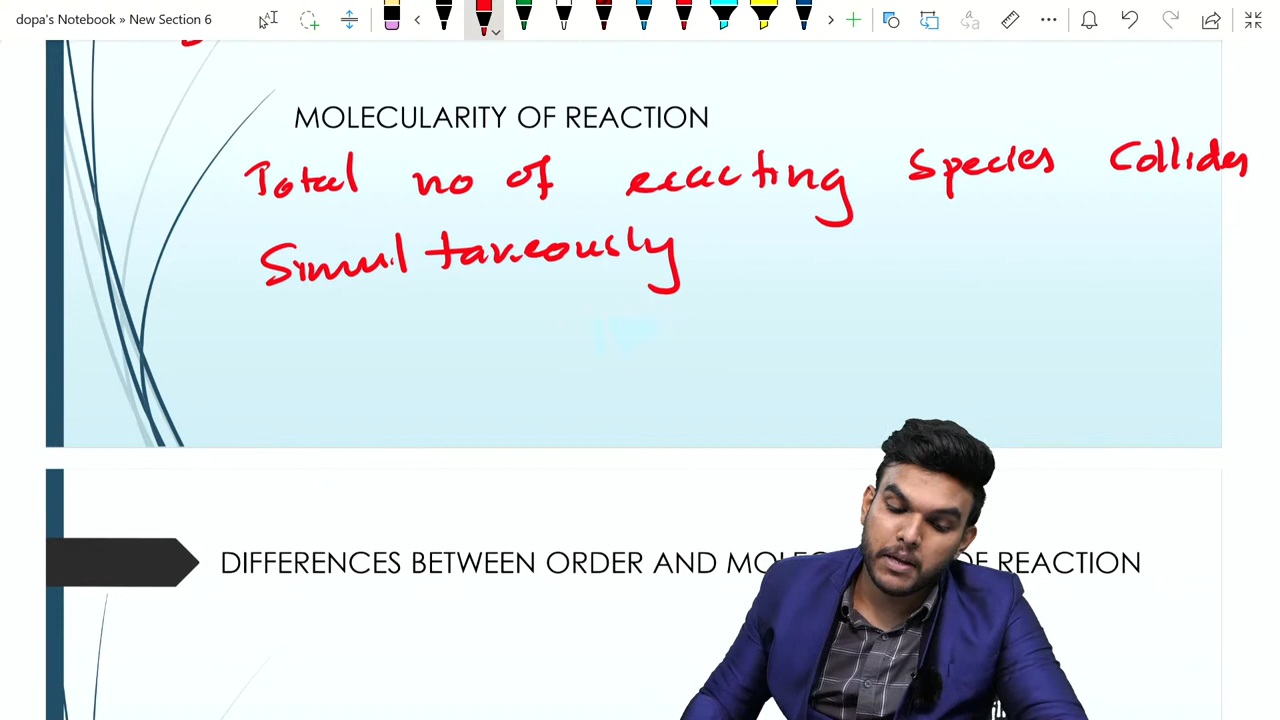 dopa's Notebook » New Section 6
MOLECULARITY OF REACTION
Total no of reacting Species Collides
Simultaneously
DIFFERENCES BETWEEN ORDER AND OF REACTION